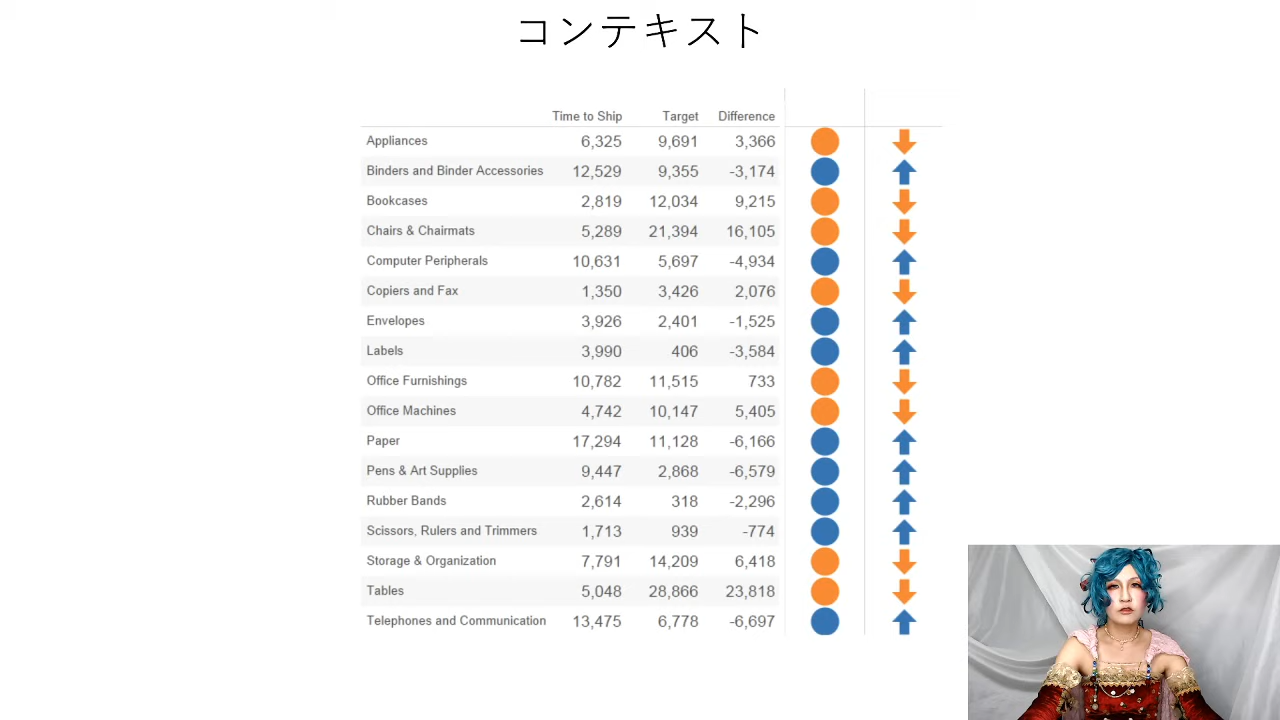 コンテキスト
Time to Ship Target Difference
Appliances 6,325 9,691 3,366
Binders and Binder Accessories 12,529 9,355 -3,174
Bookcases 2,819 12,034 9,215
Chairs & Chairmats 5,289 21,394 16,105
Computer Peripherals 10,631 5,697 -4,934
Copiers and Fax 1,350 3,426 2,076
Envelopes 3,926 2,401 -1,525
Labels 3,990 406 -3,584
Office Furnishings 10,782 11,515 733
Office Machines 4,742 10,147 5,405
Paper 17,294 11,128 -6,166
Pens & Art Supplies 9,447 2,868 -6,579
Rubber Bands 2,614 318 -2,296
Scissors, Rulers and Trimmers 1,713 939 -774
Storage & Organization 7,791 14,209 6,418
Tables 5,048 28,866 23,818
Telephones and Communication 13,475 6,778 -6,697